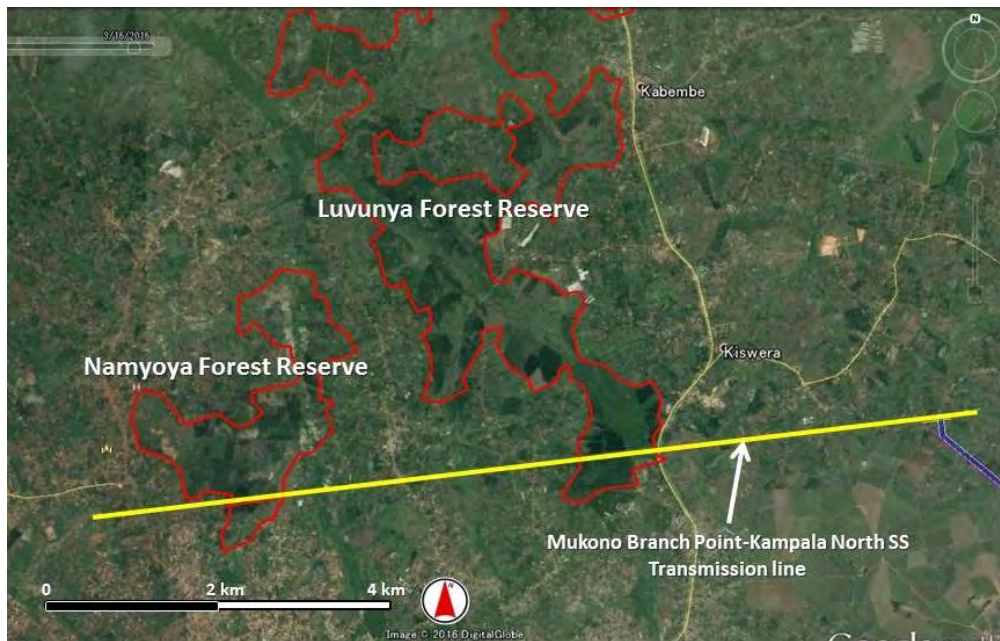 3/16/2016
N
Kabembe
Luvunya Forest Reserve
Kiswera
Namyoya Forest Reserve
Mukono Branch Point-Kampala North SS
Transmission line
0 2 km 4 km
N
Image © 2016 DigitalGlobe